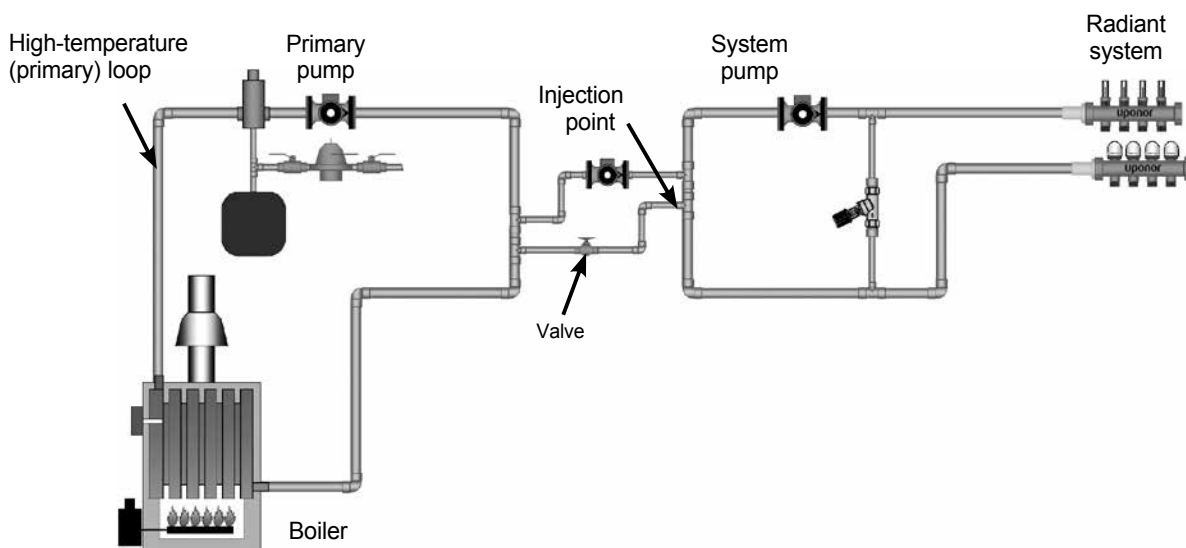 High-temperature
(primary) loop
Primary
pump
Injection
point
System
pump
Radiant
system
uponor
uponor
Valve
Boiler